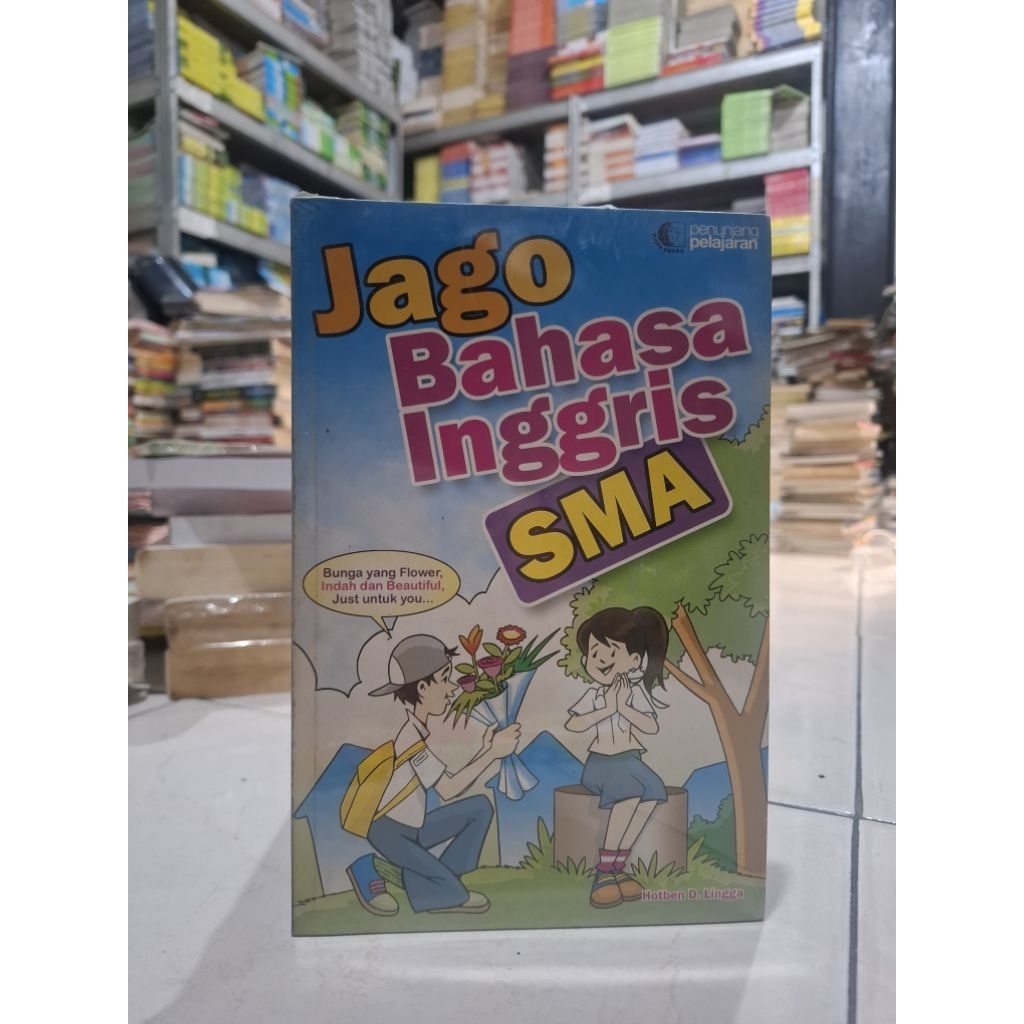 penunjang
pelajaran
Jago
Bahasa
Inggris
SMA
Bunga yang Flower,
Indah dan Beautiful,
Just untuk you...
Hotben D. Lingga